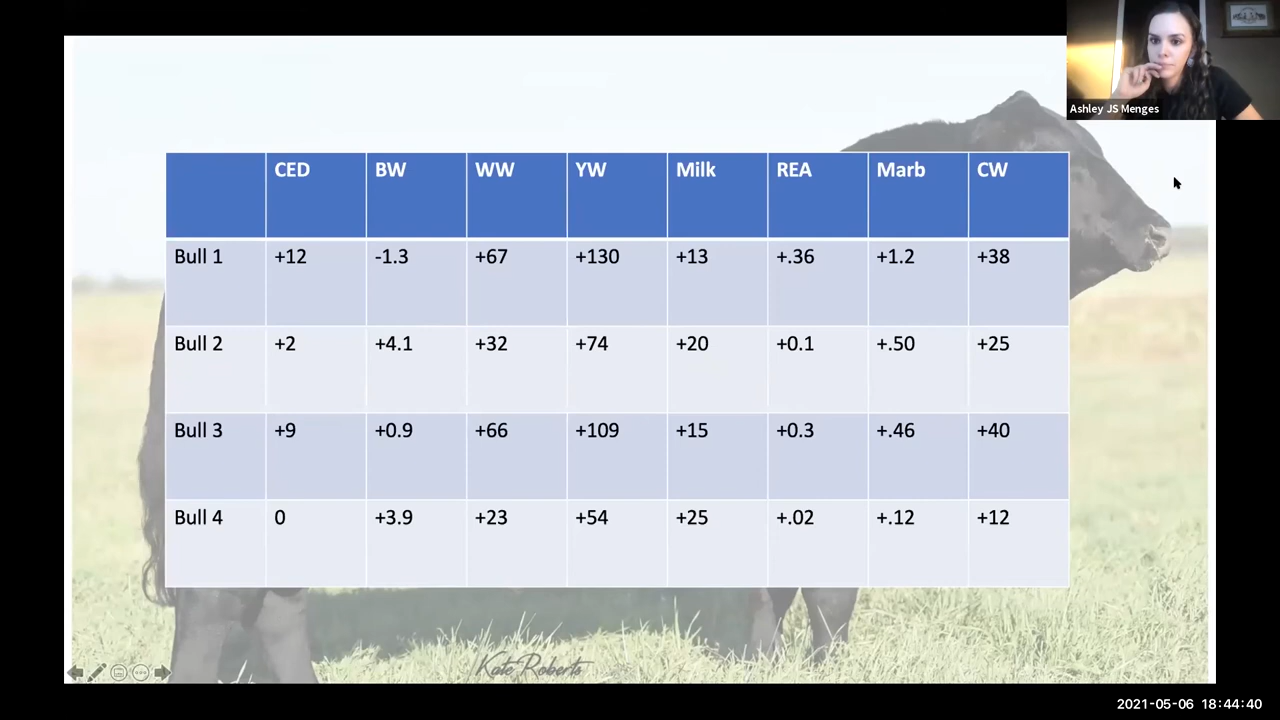 Ashley JS Menges
CED BW WW YW Milk REA Marb CW
Bull 1 +12 -1.3 +67 +130 +13 +.36 +1.2 +38
Bull 2 +2 +4.1 +32 +74 +20 +0.1 +.50 +25
Bull 3 +9 +0.9 +66 +109 +15 +0.3 +.46 +40
Bull 4 0 +3.9 +23 +54 +25 +.02 +.12 +12
Kate Roberts
2021-05-06 18:44:40